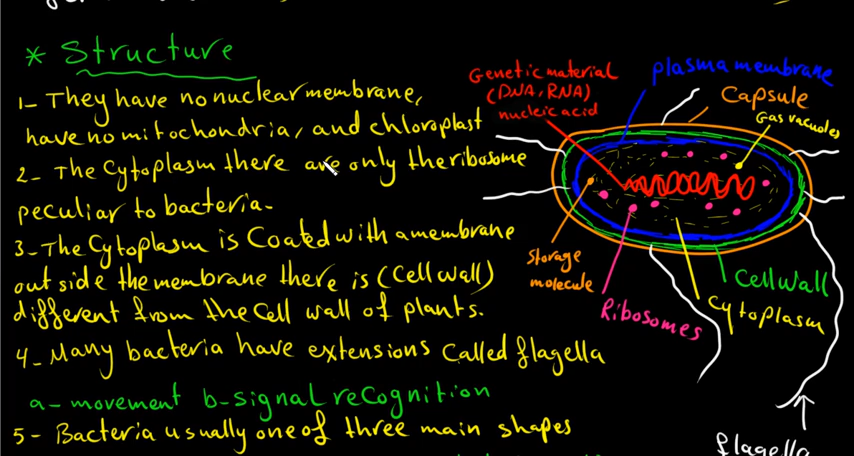 * Structure
1- They have no nuclear membrane,
have no mitochondria, and chloroplast
2- The Cytoplasm there are only the ribosome
peculiar to bacteria.
3- The Cytoplasm is Coated with a membrane
out side the membrane there is (Cell wall)
different from the Cell wall of plants.
4- Many bacteria have extensions Called flagella
a- movement b- signal recognition
5- Bacteria usually one of three main shapes
Genetic material
(DNA, RNA)
nucleic acid
plasma membrane
Capsule
Gas vacuoles
Storage
molecule
Ribosomes
Cell wall
Cytoplasm
flagella